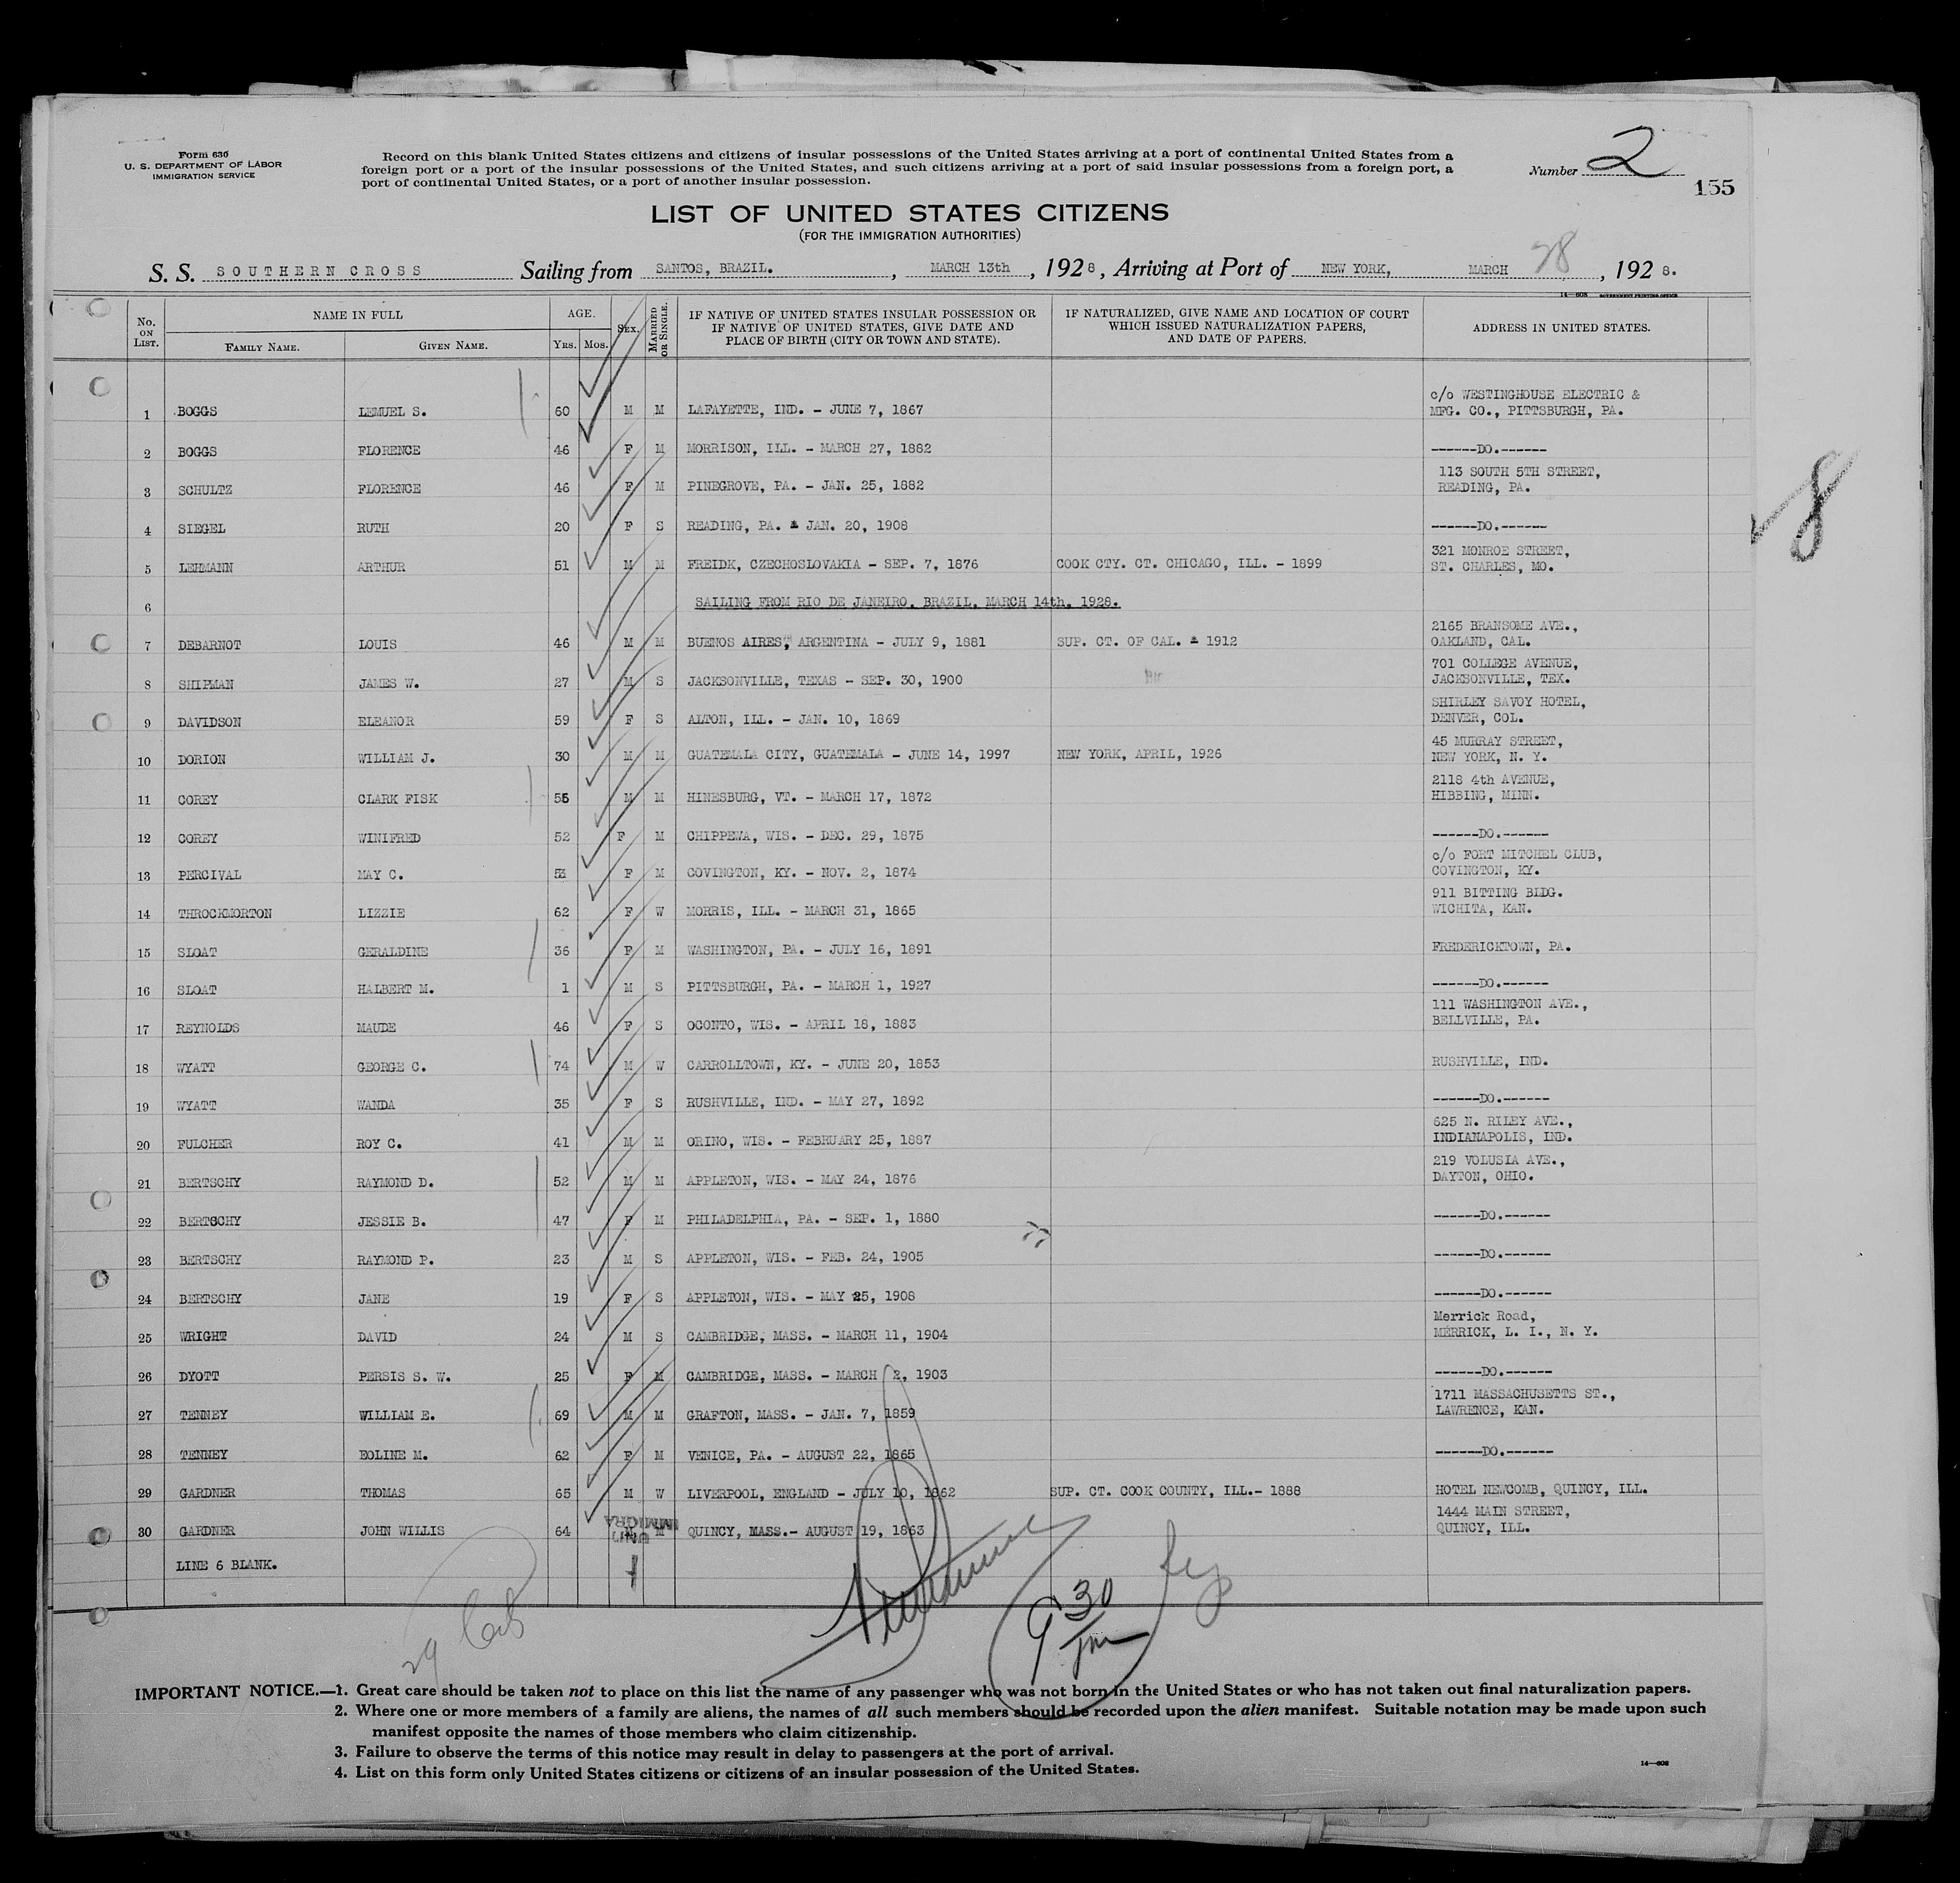 Form 630
U. S. DEPARTMENT OF LABOR
IMMIGRATION SERVICE
Record on this blank United States citizens and citizens of insular possessions of the United States arriving at a port of continental United States from a
foreign port or a port of the insular possessions of the United States, and such citizens arriving at a port of said insular possessions from a foreign port, a
port of continental United States, or a port of another insular possession.
Number 2
155
LIST OF UNITED STATES CITIZENS
(FOR THE IMMIGRATION AUTHORITIES)
S. S. SOUTHERN CROSS Sailing from SANTOS, BRAZIL. , MARCH 13th , 1928, Arriving at Port of NEW YORK, MARCH 28 , 1928.
14—608 GOVERNMENT PRINTING OFFICE
No. ON LIST. NAME IN FULL FAMILY NAME. GIVEN NAME. AGE. YRS. MOS. SEX. MARRIED OR SINGLE. IF NATIVE OF UNITED STATES INSULAR POSSESSION OR IF NATIVE OF UNITED STATES, GIVE DATE AND PLACE OF BIRTH (CITY OR TOWN AND STATE). IF NATURALIZED, GIVE NAME AND LOCATION OF COURT WHICH ISSUED NATURALIZATION PAPERS, AND DATE OF PAPERS. ADDRESS IN UNITED STATES.
1 BOGGS LEMUEL S. 60 M M LAFAYETTE, IND. - JUNE 7, 1867 c/o WESTINGHOUSE ELECTRIC & MFG. CO., PITTSBURGH, PA.
2 BOGGS FLORENCE 46 F M MORRISON, ILL. - MARCH 27, 1882 ------DO.------
3 SCHULTZ FLORENCE 46 F M PINEGROVE, PA. - JAN. 25, 1882 113 SOUTH 5TH STREET, READING, PA.
4 SIEGEL RUTH 20 F S READING, PA. - JAN. 20, 1908 ------DO.------
5 LEHMANN ARTHUR 51 M M FREIDK, CZECHOSLOVAKIA - SEP. 7, 1876 COOK CTY. CT. CHICAGO, ILL. - 1899 321 MONROE STREET, ST. CHARLES, MO.
6 SAILING FROM RIO DE JANEIRO, BRAZIL, MARCH 14th, 1928.
7 DEBARNOT LOUIS 46 M M BUENOS AIRES, ARGENTINA - JULY 9, 1881 SUP. CT. OF CAL. - 1912 2165 BRANSOME AVE., OAKLAND, CAL.
8 SHIPMAN JAMES W. 27 M S JACKSONVILLE, TEXAS - SEP. 30, 1900 701 COLLEGE AVENUE, JACKSONVILLE, TEX.
9 DAVIDSON ELEANOR 59 F S ALTON, ILL. - JAN. 10, 1869 SHIRLEY SAVOY HOTEL, DENVER, COL.
10 DORION WILLIAM J. 30 M M GUATEMALA CITY, GUATEMALA - JUNE 14, 1997 NEW YORK, APRIL, 1926 45 MURRAY STREET, NEW YORK, N. Y.
11 COREY CLARK FISK 56 M M HINESBURG, VT. - MARCH 17, 1872 2118 4th AVENUE, HIBBING, MINN.
12 COREY WINIFRED 52 F M CHIPPEWA, WIS. - DEC. 29, 1875 ------DO.------
13 PERCIVAL MAY C. 53 F M COVINGTON, KY. - NOV. 2, 1874 c/o FORT MITCHEL CLUB, COVINGTON, KY.
14 THROCKMORTON LIZZIE 62 F W MORRIS, ILL. - MARCH 31, 1865 911 BITTING BLDG. WICHITA, KAN.
15 SLOAT GERALDINE 36 F M WASHINGTON, PA. - JULY 16, 1891 FREDERICKTOWN, PA.
16 SLOAT HALBERT M. 1 M S PITTSBURGH, PA. - MARCH 1, 1927 ------DO.------
17 REYNOLDS MAUDE 46 F S OCONTO, WIS. - APRIL 18, 1883 111 WASHINGTON AVE., BELLVILLE, PA.
18 WYATT GEORGE C. 74 M W CARROLLTOWN, KY. - JUNE 20, 1853 RUSHVILLE, IND.
19 WYATT WANDA 35 F S RUSHVILLE, IND. - MAY 27, 1892 ------DO.------
20 FULCHER ROY C. 41 M M ORINO, WIS. - FEBRUARY 25, 1887 625 N. RILEY AVE., INDIANAPOLIS, IND.
21 BERTSCHY RAYMOND D. 52 M M APPLETON, WIS. - MAY 24, 1876 219 VOLUSIA AVE., DAYTON, OHIO.
22 BERTSCHY JESSIE B. 47 F M PHILADELPHIA, PA. - SEP. 1, 1880 ------DO.------
23 BERTSCHY RAYMOND P. 23 M S APPLETON, WIS. - FEB. 24, 1905 ------DO.------
24 BERTSCHY JANE 19 F S APPLETON, WIS. - MAY 25, 1908 ------DO.------
25 WRIGHT DAVID 24 M S CAMBRIDGE, MASS. - MARCH 11, 1904 Merrick Road, MERRICK, L. I., N. Y.
26 DYOTT PERSIS S. W. 25 F M CAMBRIDGE, MASS. - MARCH 2, 1903 ------DO.------
27 TENNEY WILLIAM E. 69 M M GRAFTON, MASS. - JAN. 7, 1859 1711 MASSACHUSETTS ST., LAWRENCE, KAN.
28 TENNEY EOLINE M. 62 F M VENICE, PA. - AUGUST 22, 1865 ------DO.------
29 GARDNER THOMAS 65 M W LIVERPOOL, ENGLAND - JULY 10, 1862 SUP. CT. COOK COUNTY, ILL.- 1888 HOTEL NEWCOMB, QUINCY, ILL.
30 GARDNER JOHN WILLIS 64 M M QUINCY, MASS.- AUGUST 19, 1863 1444 MAIN STREET, QUINCY, ILL.
LINE 6 BLANK.
8
29
9 30
IMPORTANT NOTICE.—1. Great care should be taken not to place on this list the name of any passenger who was not born in the United States or who has not taken out final naturalization papers.
2. Where one or more members of a family are aliens, the names of all such members should be recorded upon the alien manifest. Suitable notation may be made upon such
manifest opposite the names of those members who claim citizenship.
3. Failure to observe the terms of this notice may result in delay to passengers at the port of arrival.
4. List on this form only United States citizens or citizens of an insular possession of the United States.
14—608